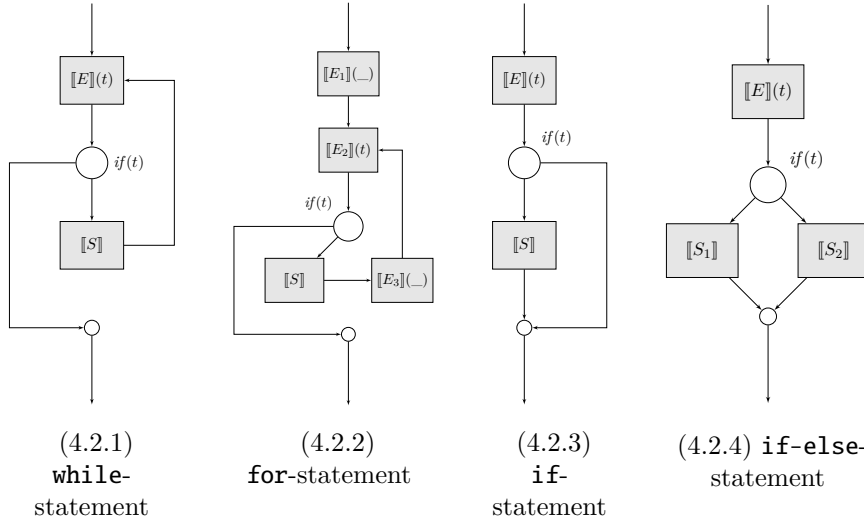 ⟦E⟧(t)
if(t)
⟦S⟧
(4.2.1)
while-
statement
⟦E₁⟧(_)
⟦E₂⟧(t)
if(t)
⟦S⟧
⟦E₃⟧(_)
(4.2.2)
for-statement
⟦E⟧(t)
if(t)
⟦S⟧
(4.2.3)
if-
statement
⟦E⟧(t)
if(t)
⟦S₁⟧
⟦S₂⟧
(4.2.4) if-else-
statement